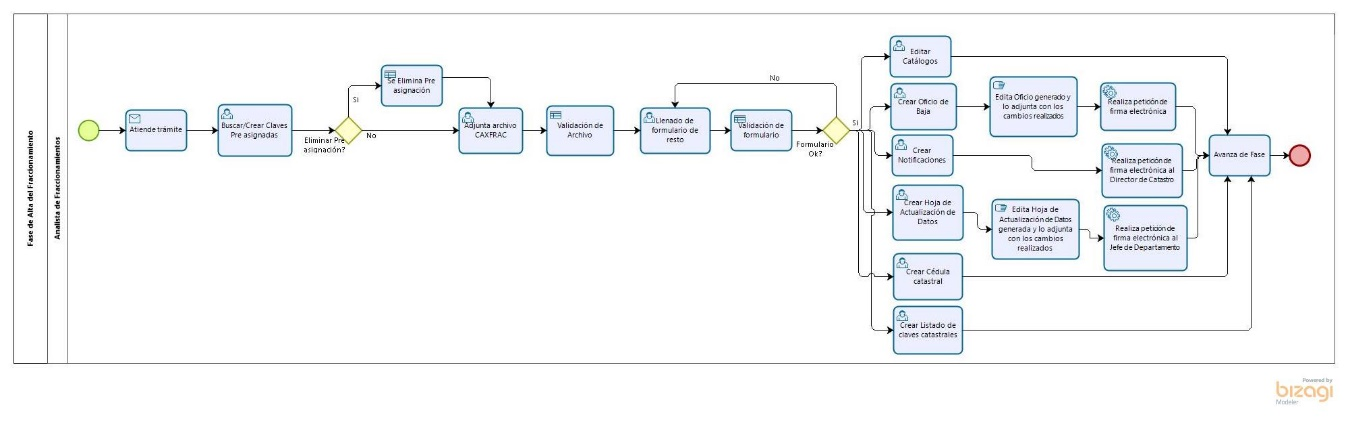 Fase de Alta del Fraccionamiento
Analista de Fraccionamientos
Atiende trámite
Buscar/Crear Claves
Pre asignadas
Eliminar Pre
asignación?
Si
No
Se Elimina Pre
asignación
Adjunta archivo
CAXFRAC
Validación de
Archivo
Llenado de
formulario de
resto
Validación de
formulario
No
Formulario
Ok?
Si
Editar
Catálogos
Crear Oficio de
Baja
Edita Oficio generado y
lo adjunta con los
cambios realizados
Realiza petición de
firma electrónica
Crear
Notificaciones
Realiza petición de
firma electrónica al
Director de Catastro
Crear Hoja de
Actualización de
Datos
Edita Hoja de
Actualización de Datos
generada y lo adjunta
con los cambios
realizados
Realiza petición de
firma electrónica al
Jefe de Departamento
Crear Cédula
catastral
Crear Listado de
claves catastrales
Avanza de Fase
Powered by
bizagi
Modeler